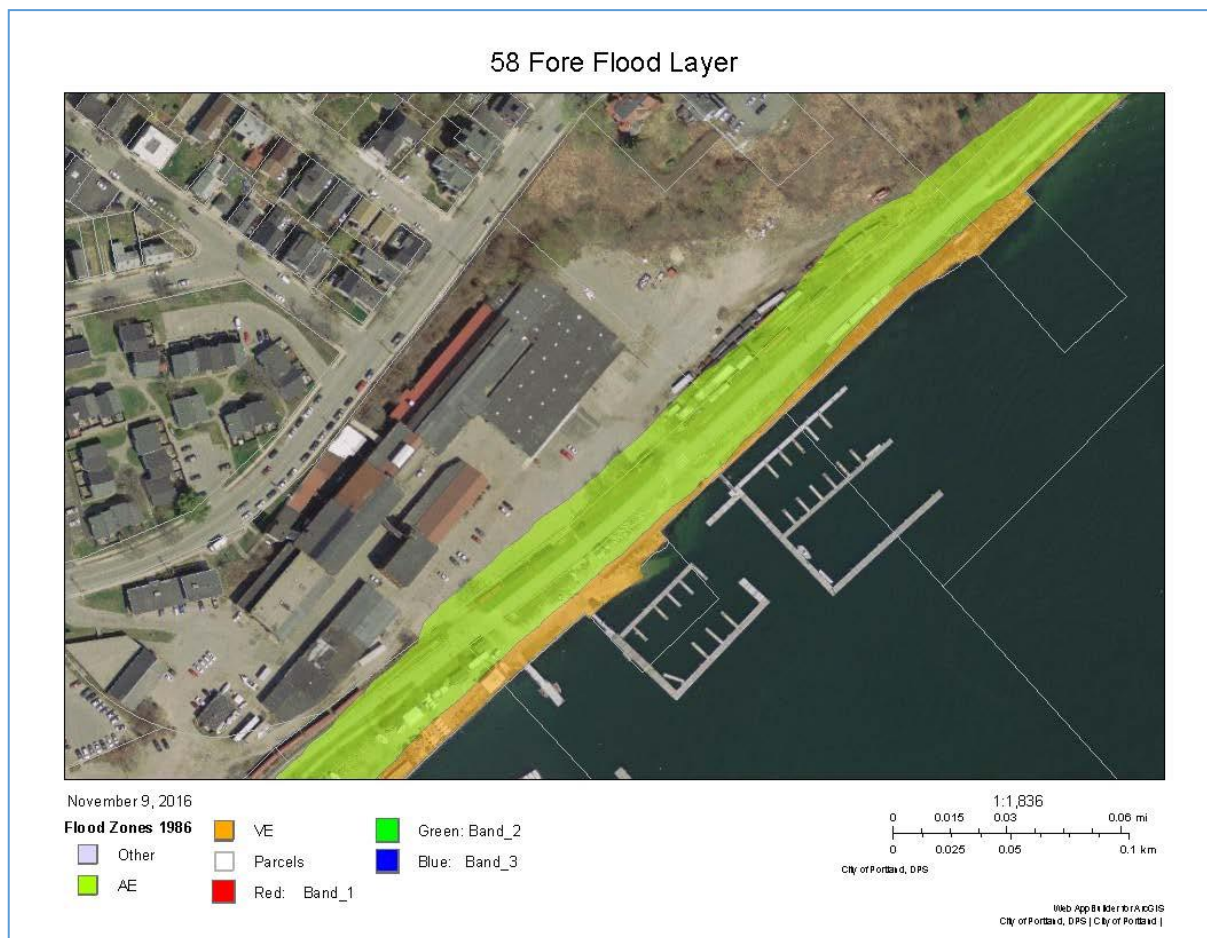 58 Fore Flood Layer
November 9, 2016
Flood Zones 1986
Other
AE
VE
Parcels
Red: Band_1
Green: Band_2
Blue: Band_3
1:1,836
0 0.015 0.03 0.06 mi
0 0.025 0.05 0.1 km
City of Portland, DPS
Web AppBuilder for ArcGIS
City of Portland, DPS | City of Portland |